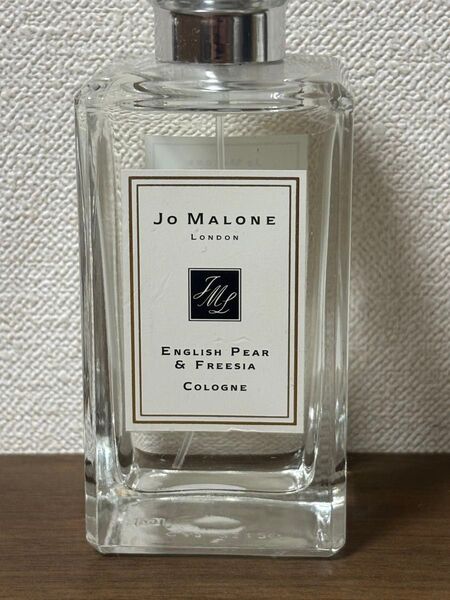 JO MALONE
LONDON
JML
ENGLISH PEAR
& FREESIA
COLOGNE